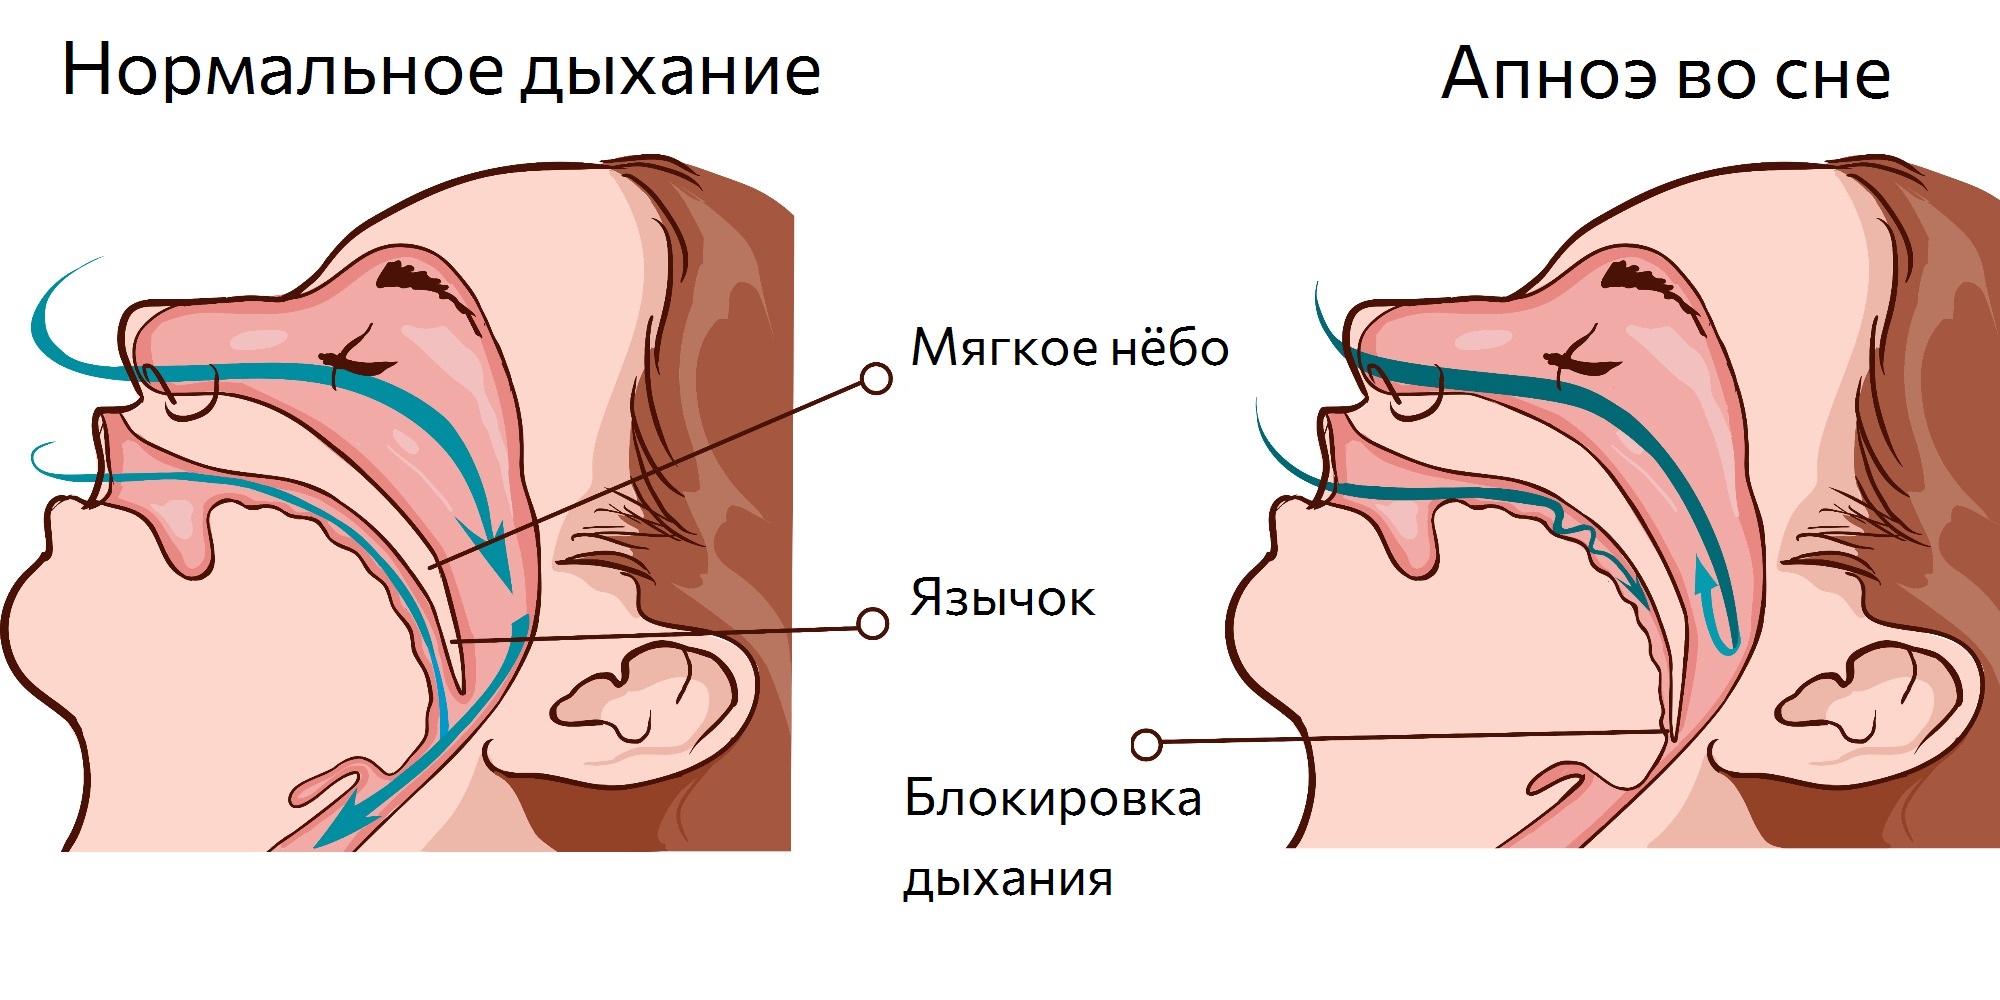 Нормальное дыхание
Апноэ во сне
Мягкое нёбо
Язычок
Блокировка
дыхания